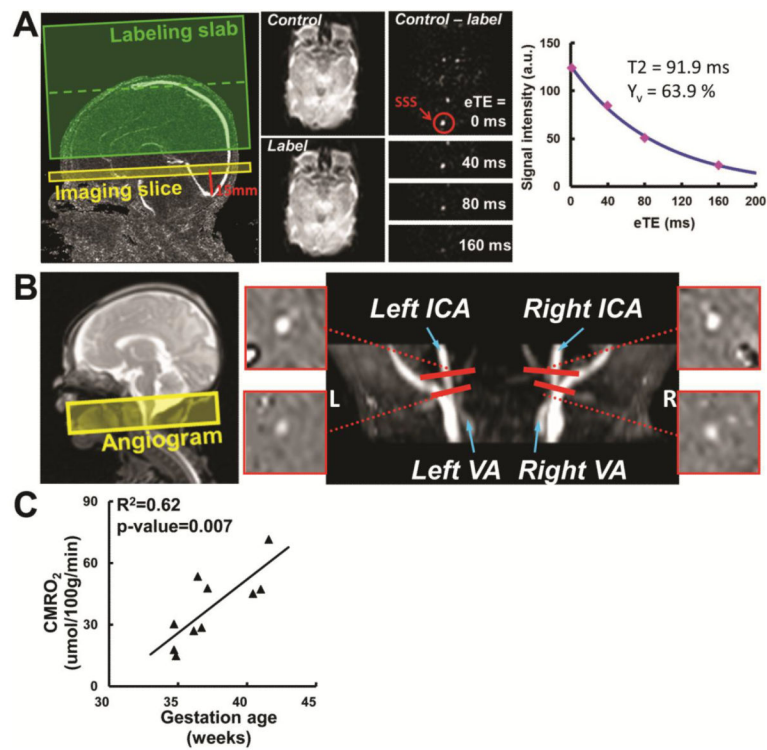 A
Labeling slab
Imaging slice
13mm
Control
Label
Control – label
SSS
eTE =
0 ms
40 ms
80 ms
160 ms
Signal intensity (a.u.)
150
100
50
0
T2 = 91.9 ms
Yv = 63.9 %
0 40 80 120 160 200
eTE (ms)
B
Angiogram
Left ICA
Right ICA
L
R
Left VA
Right VA
C
R²=0.62
p-value=0.007
CMRO₂
(umol/100g/min)
90
60
30
0
30 35 40 45
Gestation age
(weeks)